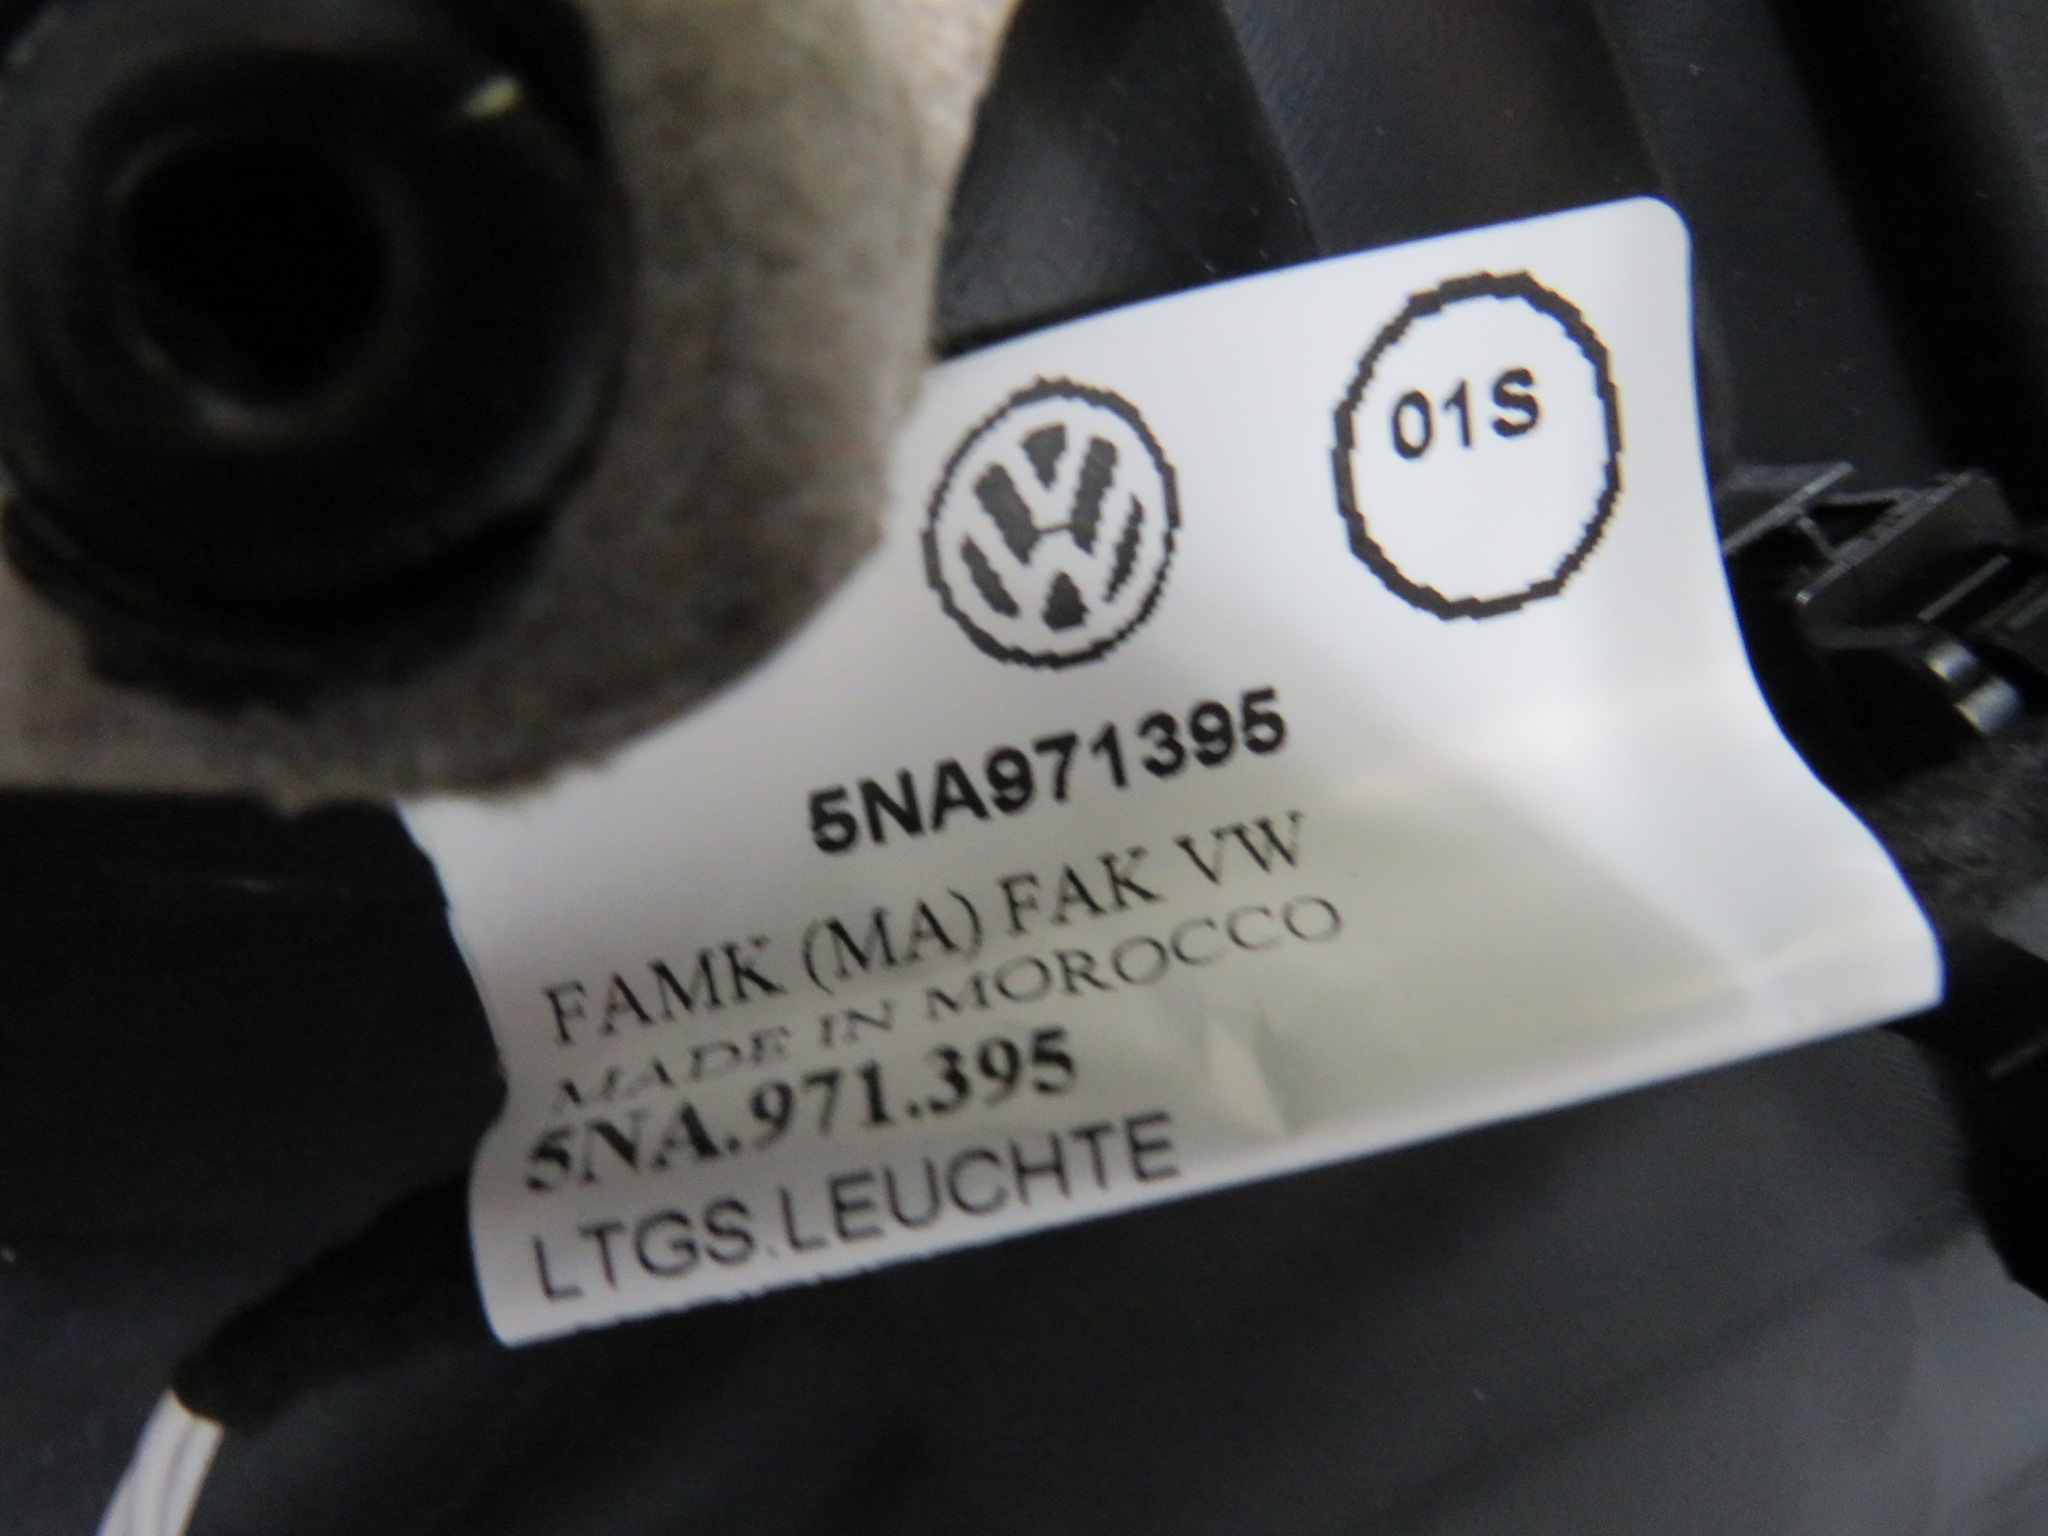 01S
5NA971395
FAMK (MA) FAK VW
MADE IN MOROCCO
5NA.971.395
LTGS.LEUCHTE